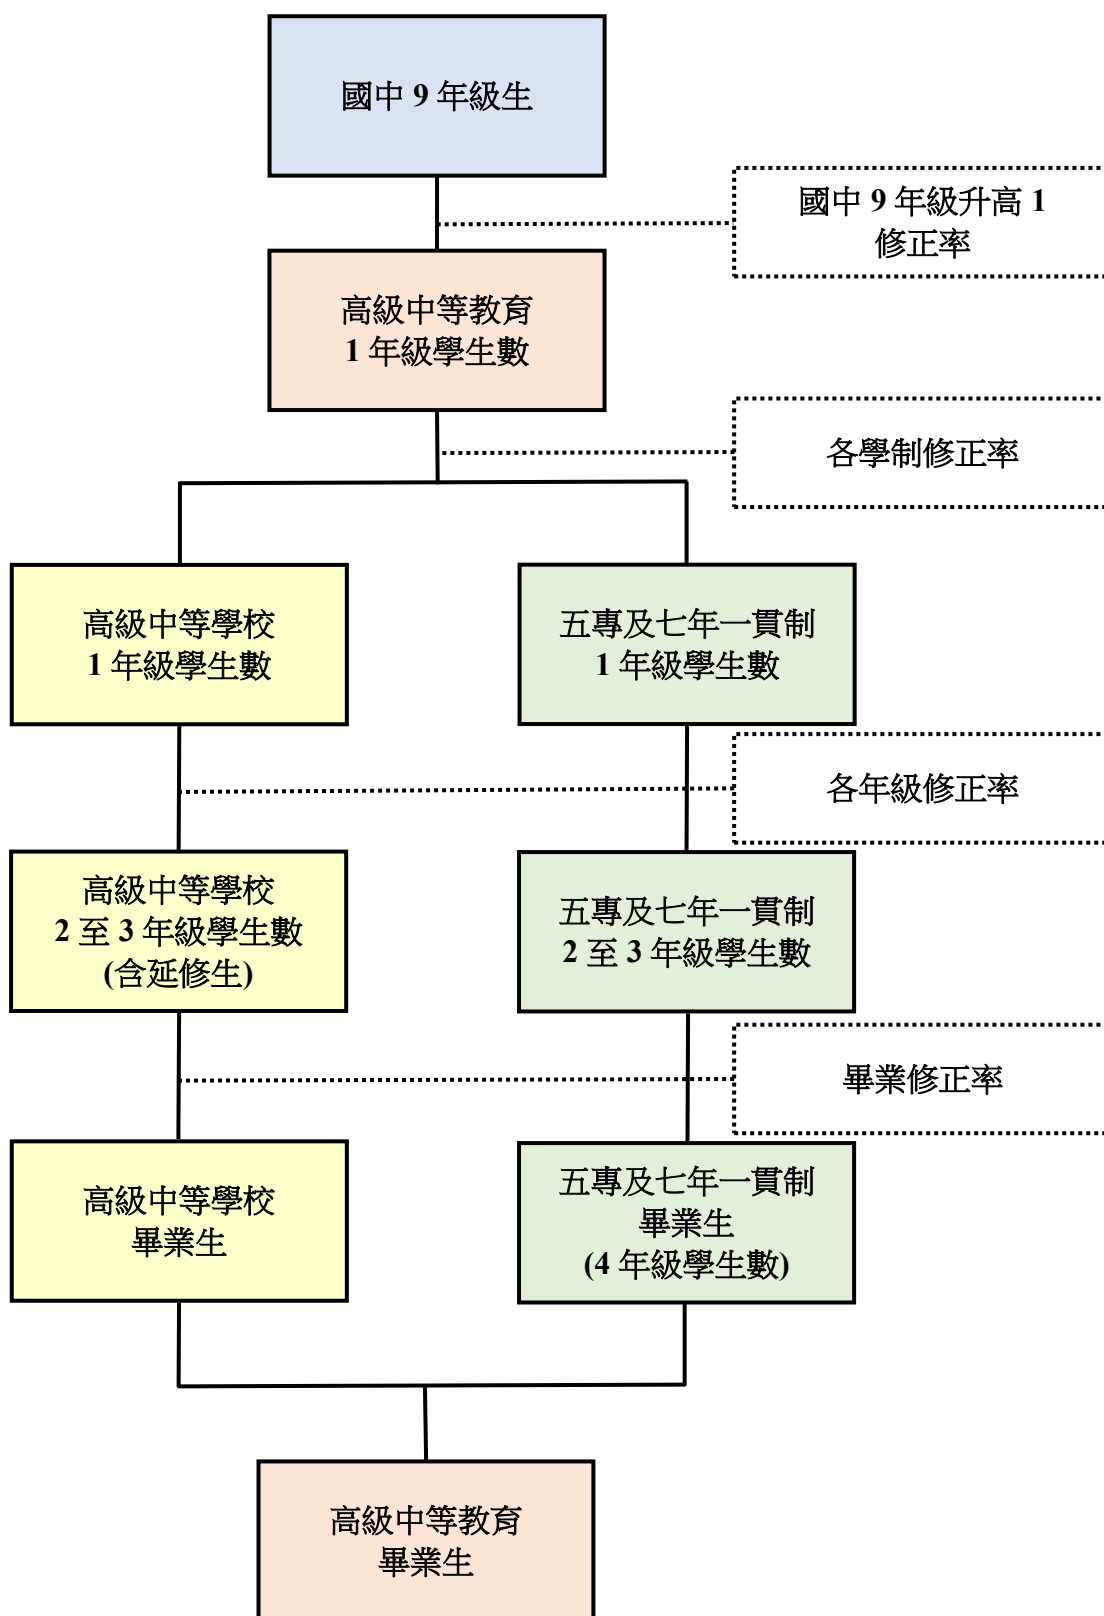 國中 9 年級生
國中 9 年級升高 1
修正率
高級中等教育
1 年級學生數
各學制修正率
高級中等學校
1 年級學生數
五專及七年一貫制
1 年級學生數
各年級修正率
高級中等學校
2 至 3 年級學生數
(含延修生)
五專及七年一貫制
2 至 3 年級學生數
畢業修正率
高級中等學校
畢業生
五專及七年一貫制
畢業生
(4 年級學生數)
高級中等教育
畢業生